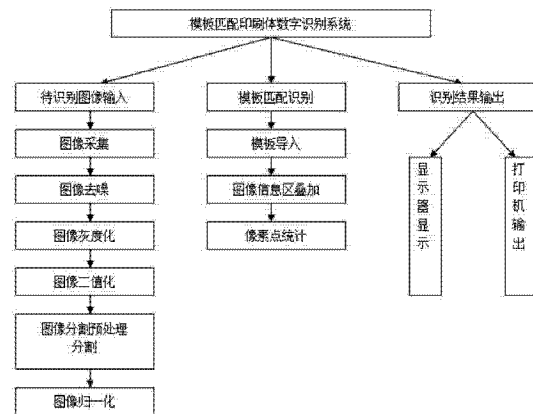 模板匹配印刷体数字识别系统
待识别图像输入
模板匹配识别
识别结果输出
图像采集
模板导入
图像去噪
图像信息区叠加
图像灰度化
像素点统计
图像二值化
图像分割预处理
分割
图像归一化
显示器显示
打印机输出